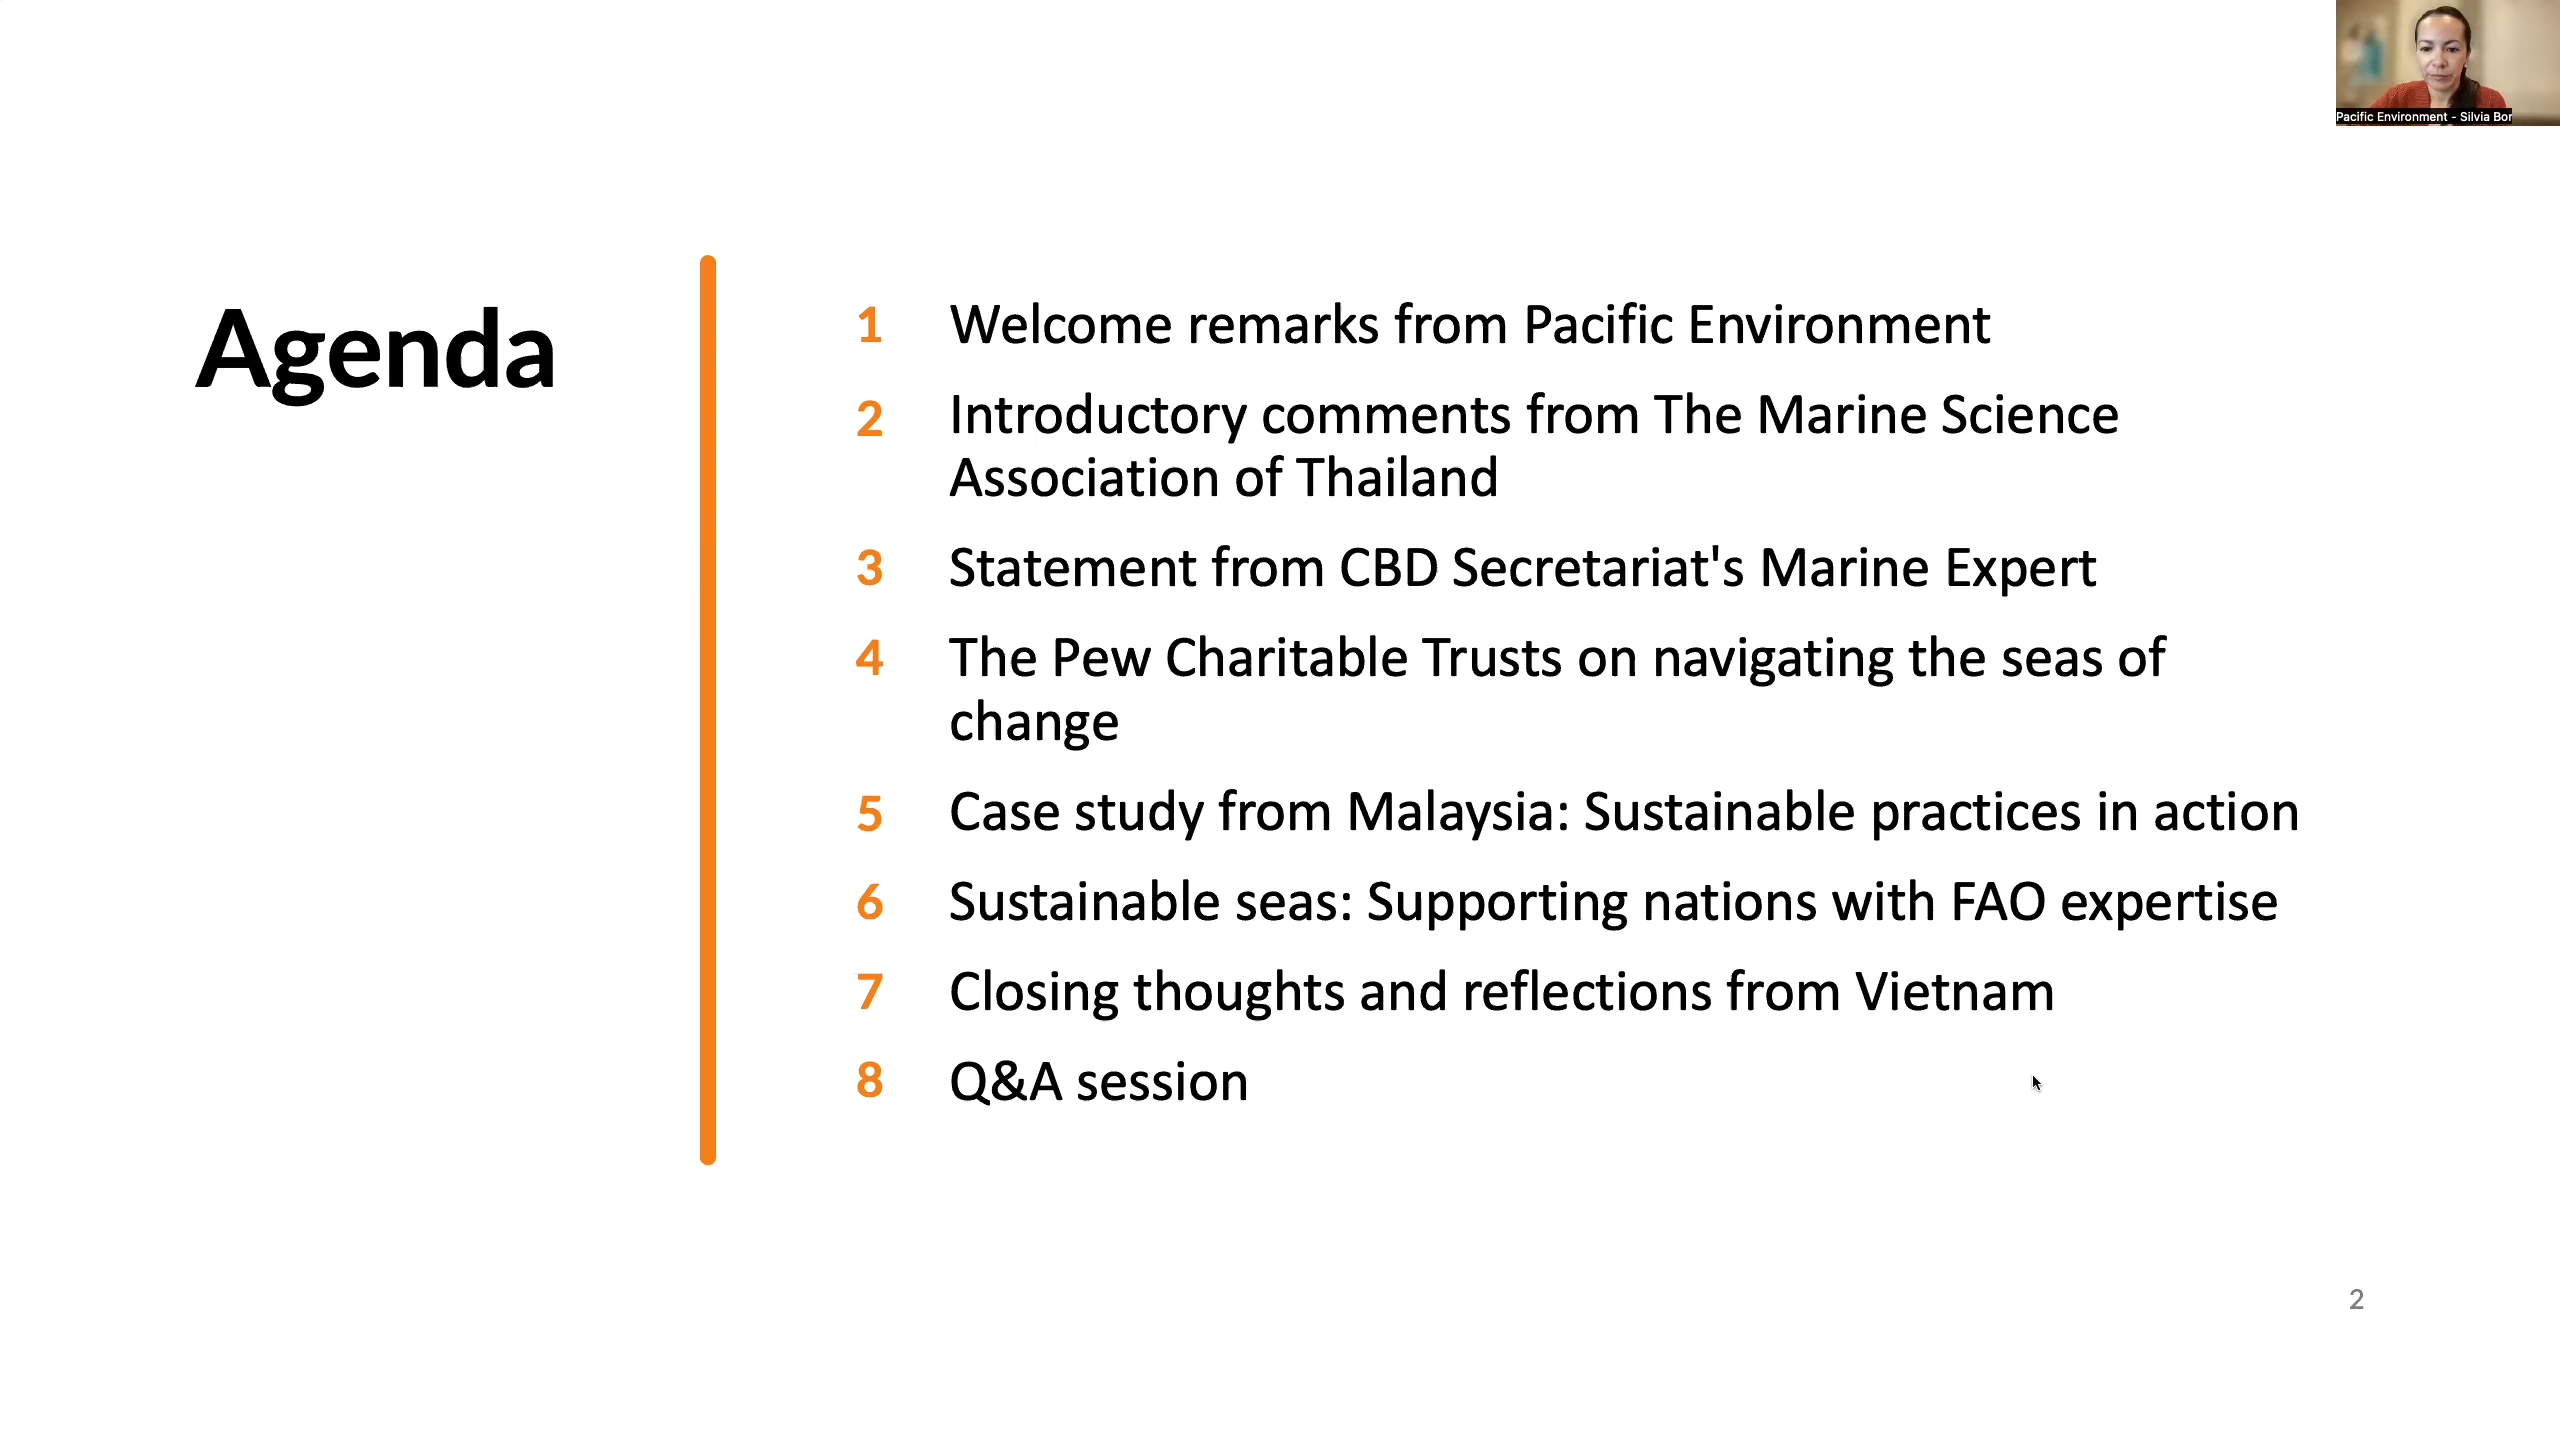 Pacific Environment - Silvia Bor
Agenda
1 Welcome remarks from Pacific Environment
2 Introductory comments from The Marine Science
Association of Thailand
3 Statement from CBD Secretariat's Marine Expert
4 The Pew Charitable Trusts on navigating the seas of
change
5 Case study from Malaysia: Sustainable practices in action
6 Sustainable seas: Supporting nations with FAO expertise
7 Closing thoughts and reflections from Vietnam
8 Q&A session
2